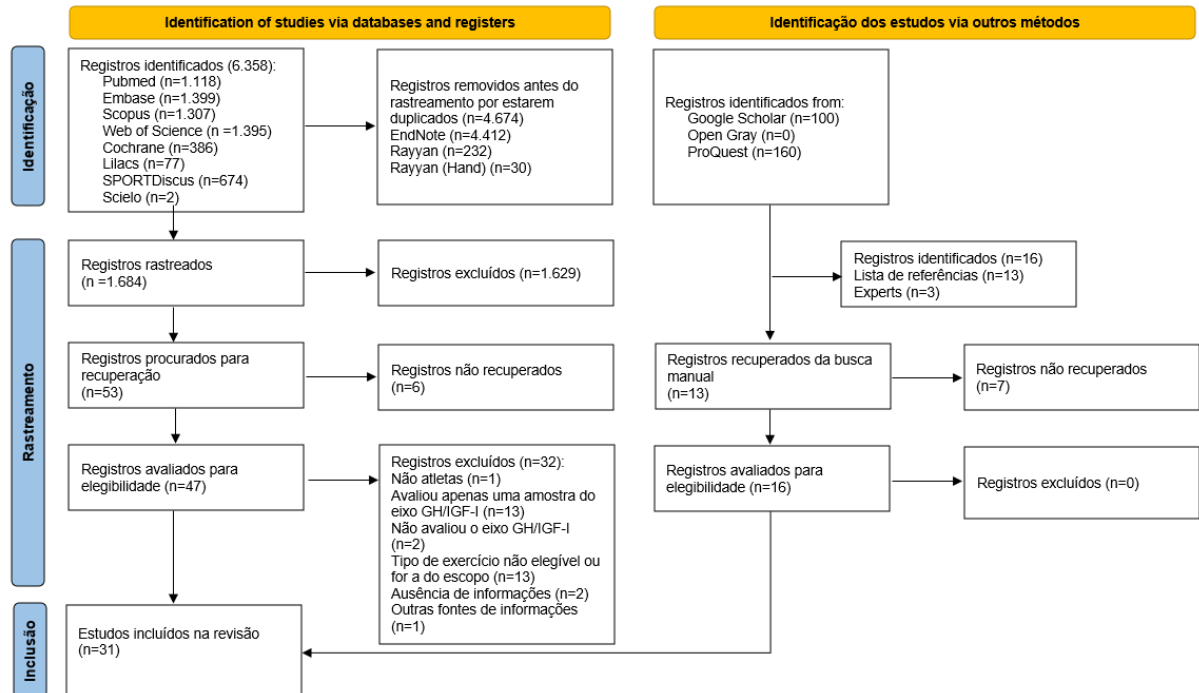 Identification of studies via databases and registers
Identificação dos estudos via outros métodos
Identificação
Registros identificados (6.358):
Pubmed (n=1.118)
Embase (n=1.399)
Scopus (n=1.307)
Web of Science (n =1.395)
Cochrane (n=386)
Lilacs (n=77)
SPORTDiscus (n=674)
Scielo (n=2)
Registros removidos antes do
rastreamento por estarem
duplicados (n=4.674)
EndNote (n=4.412)
Rayyan (n=232)
Rayyan (Hand) (n=30)
Registros identificados from:
Google Scholar (n=100)
Open Gray (n=0)
ProQuest (n=160)
Rastreamento
Registros rastreados
(n =1.684)
Registros excluídos (n=1.629)
Registros identificados (n=16)
Lista de referências (n=13)
Experts (n=3)
Registros procurados para
recuperação
(n=53)
Registros não recuperados
(n=6)
Registros recuperados da busca
manual
(n=13)
Registros não recuperados
(n=7)
Registros avaliados para
elegibilidade (n=47)
Registros excluídos (n=32):
Não atletas (n=1)
Avaliou apenas uma amostra do
eixo GH/IGF-I (n=13)
Não avaliou o eixo GH/IGF-I
(n=2)
Tipo de exercício não elegível ou
for a do escopo (n=13)
Ausência de informações (n=2)
Outras fontes de informações
(n=1)
Registros avaliados para
elegibilidade (n=16)
Registros excluídos (n=0)
Inclusão
Estudos incluídos na revisão
(n=31)